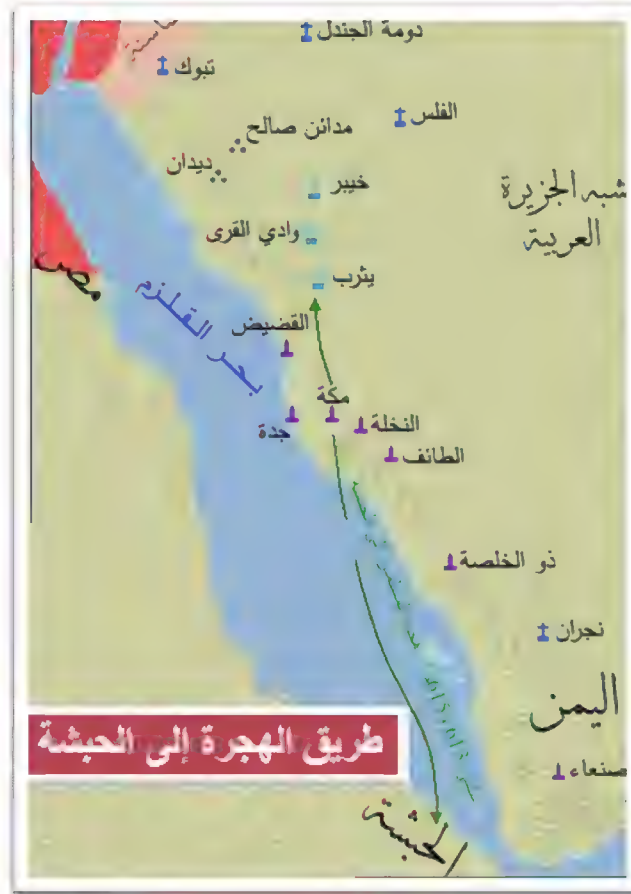 دومة الجندل
تبوك
الفلس
مدائن صالح
ديدان
خيبر
شبه الجزيرة
العربية
وادي القرى
يثرب
مصر
بحر القلزم
القضيض
مكة
النخلة
جدة
الطائف
ذو الخلصة
نجران
اليمن
طريق الهجرة إلى الحبشة
صنعاء
الحبشة